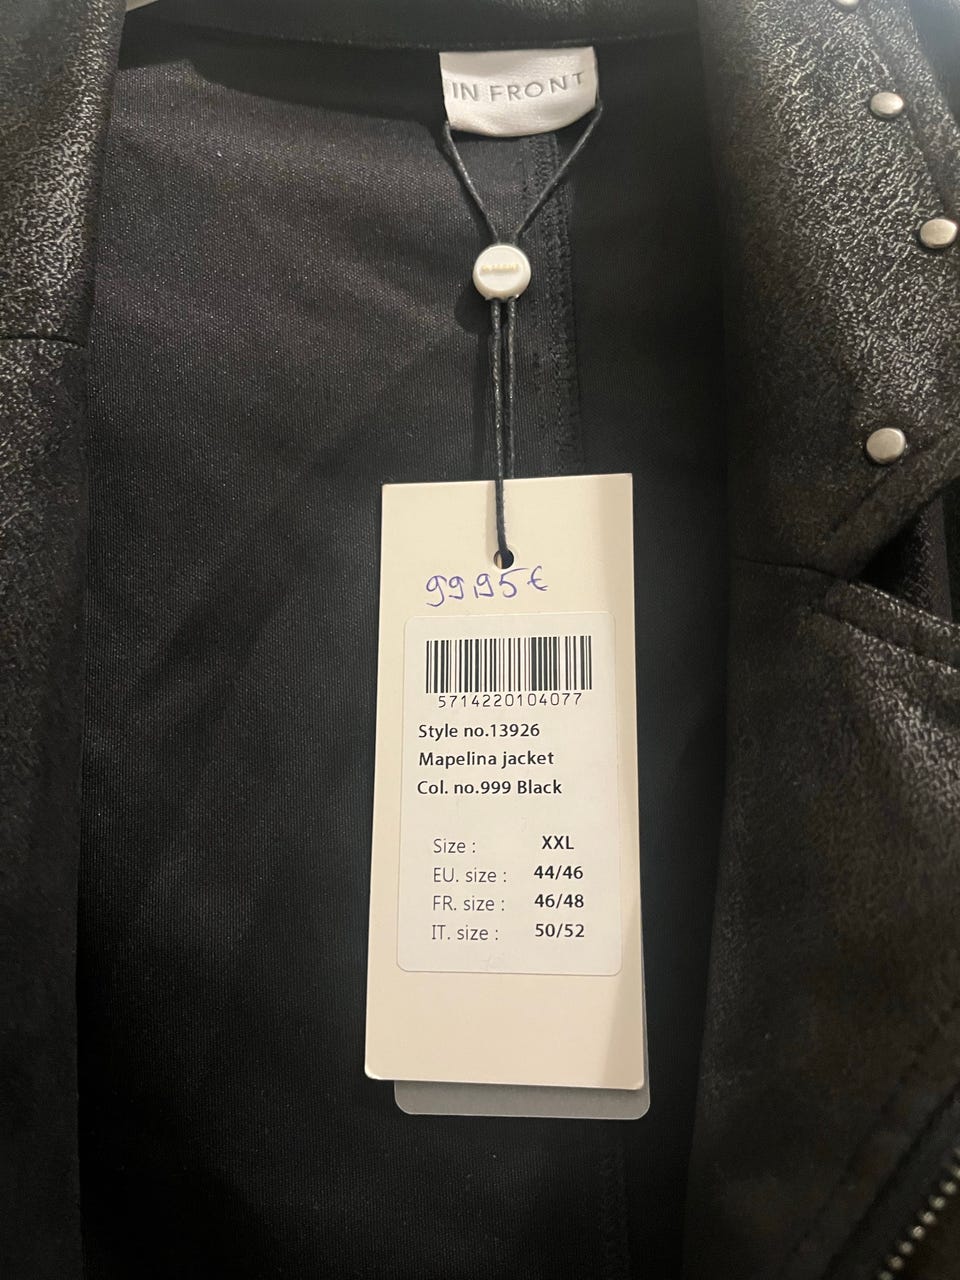 IN FRONT
99,95€
5714220104077
Style no.13926
Mapelina jacket
Col. no.999 Black
Size : XXL
EU. size : 44/46
FR. size : 46/48
IT. size : 50/52